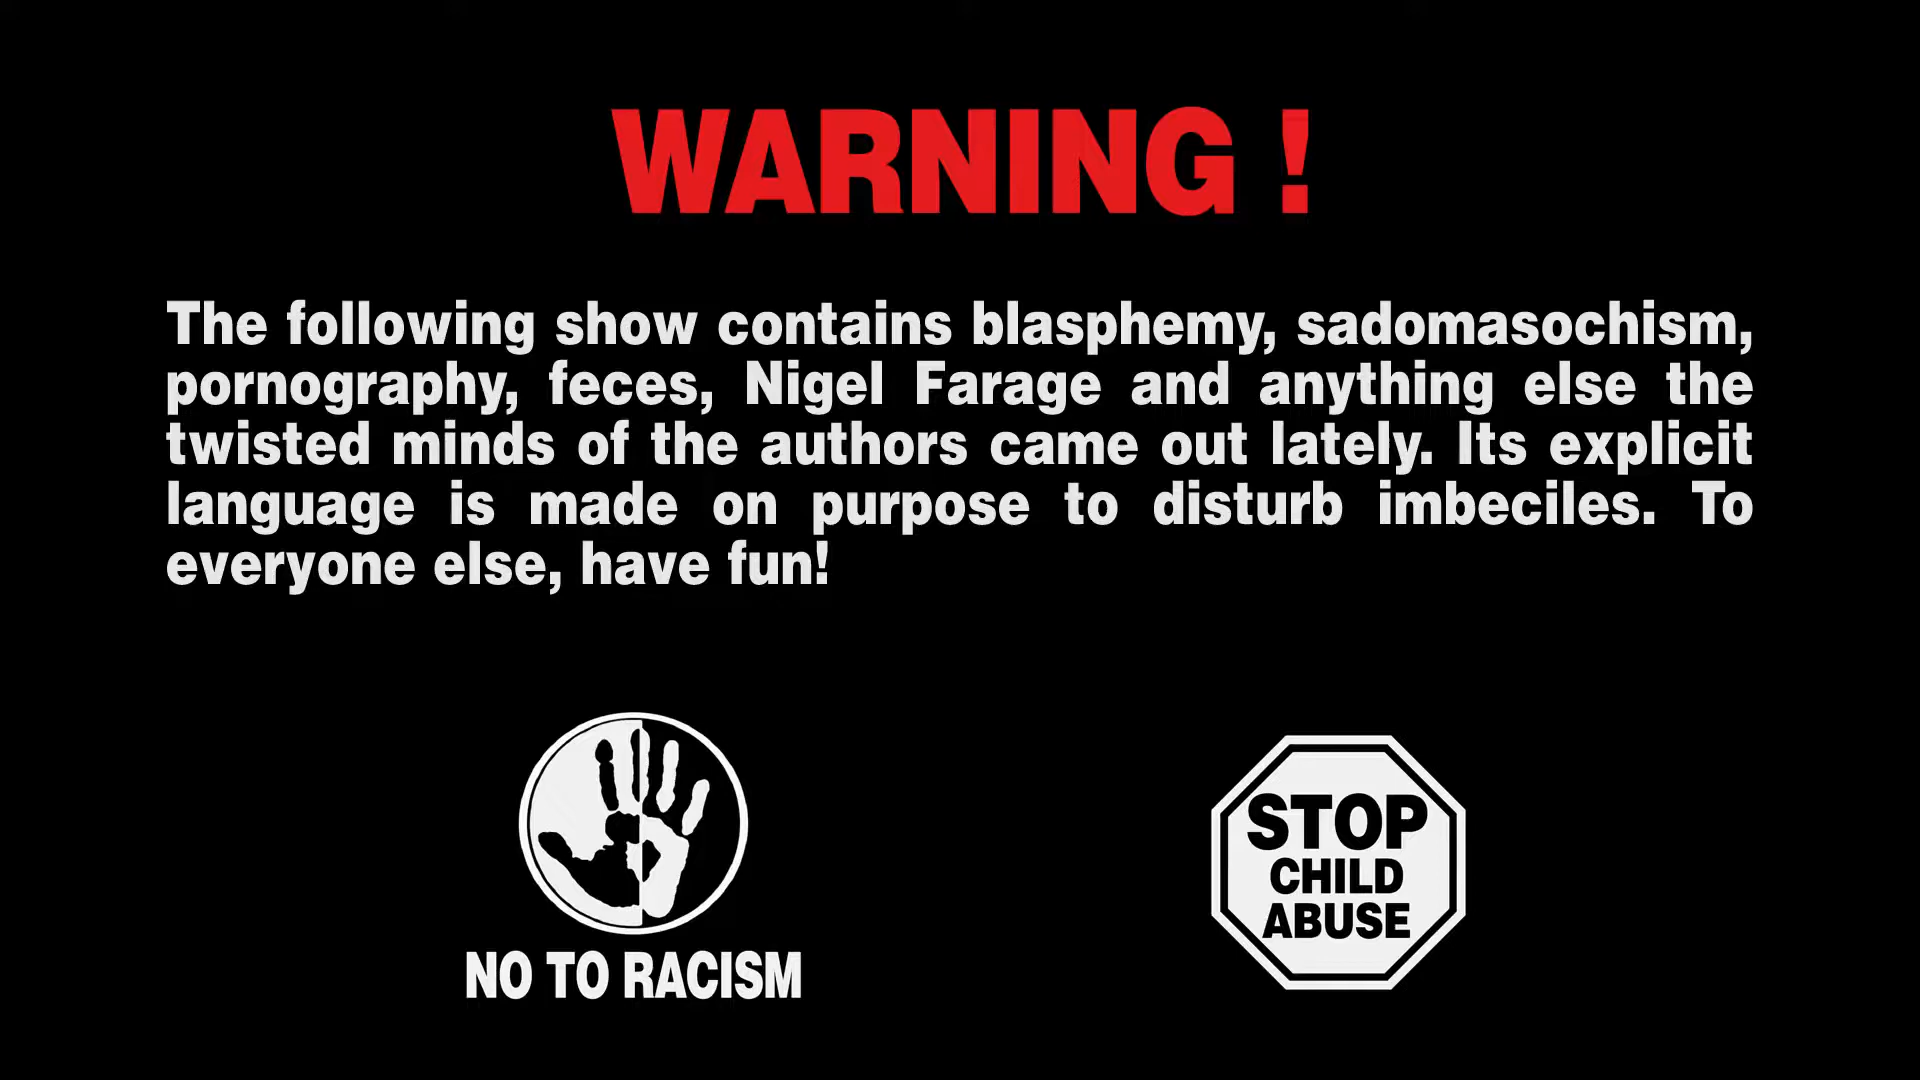 WARNING !
The following show contains blasphemy, sadomasochism,
pornography, feces, Nigel Farage and anything else the
twisted minds of the authors came out lately. Its explicit
language is made on purpose to disturb imbeciles. To
everyone else, have fun!
NO TO RACISM
STOP
CHILD
ABUSE